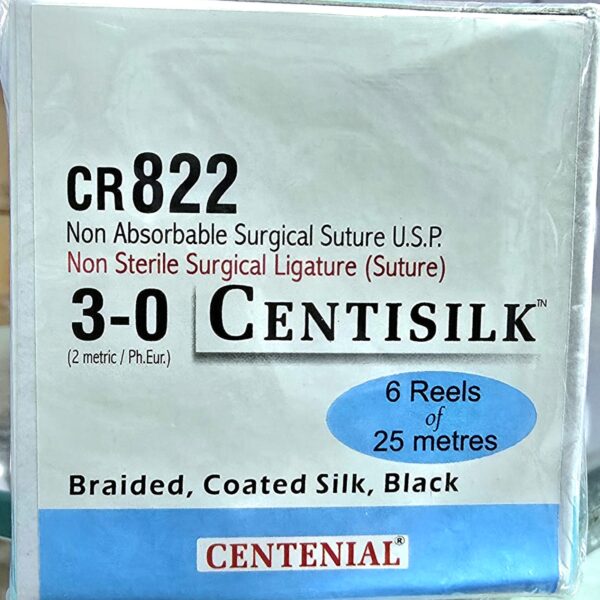 CR822
Non Absorbable Surgical Suture U.S.P.
Non Sterile Surgical Ligature (Suture)
3-0 CENTISILK™
(2 metric / Ph.Eur.)
6 Reels
of
25 metres
Braided, Coated Silk, Black
CENTENIAL®